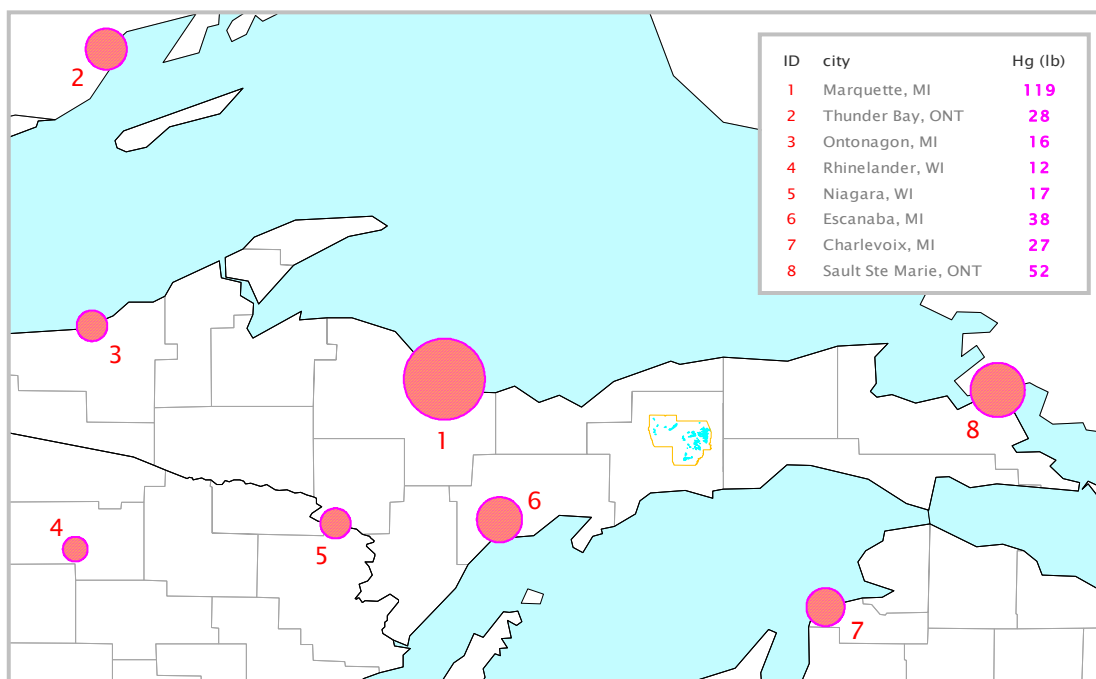 ID city Hg (lb)
1 Marquette, MI 119
2 Thunder Bay, ONT 28
3 Ontonagon, MI 16
4 Rhinelander, WI 12
5 Niagara, WI 17
6 Escanaba, MI 38
7 Charlevoix, MI 27
8 Sault Ste Marie, ONT 52
2
3
1
8
6
4
5
7